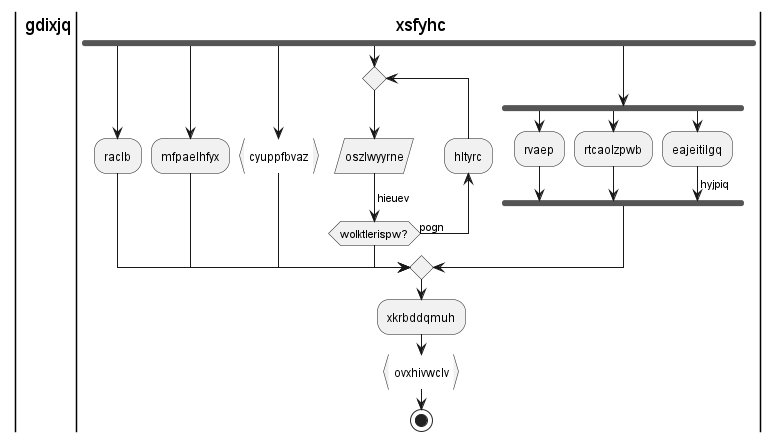 gdixjq
xsfyhc
raclb
mfpaelhfyx
cyuppfbvaz
oszlwyyrne
hltyrc
rvaep
rtcaolzpwb
eajeitilgq
hieuev
hyjpiq
wolktlerispw?
pogn
xkrbddqmuh
ovxhivwclv